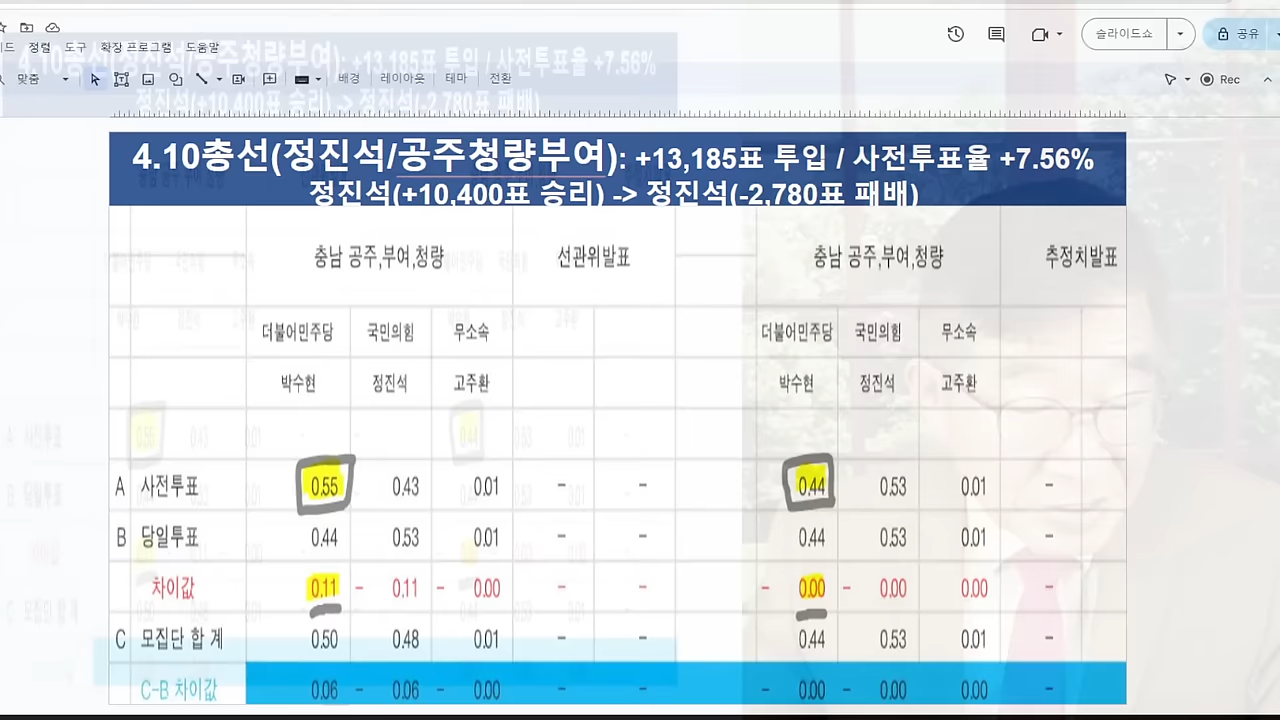 정렬 도구 확장 프로그램 도움말
슬라이드쇼 공유
맞춤 배경 레이아웃 테마 전환 Rec
4.10총선(정진석/공주청량부여): +13,185표 투입 / 사전투표율 +7.56%
정진석(+10,400표 승리) -> 정진석(-2,780표 패배)
충남 공주,부여,청량 선관위발표 충남 공주,부여,청량 추정치발표
더불어민주당 국민의힘 무소속 더불어민주당 국민의힘 무소속
박수현 정진석 고주환 박수현 정진석 고주환
A 사전투표 0.55 0.43 0.01 - - 0.44 0.53 0.01 -
B 당일투표 0.44 0.53 0.01 - - 0.44 0.53 0.01 -
차이값 0.11 - 0.11 - 0.00 - - - 0.00 - 0.00 0.00 -
C 모집단 합 계 0.50 0.48 0.01 - - 0.44 0.53 0.01 -
C-B 차이값 0.06 - 0.06 - 0.00 - - - 0.00 - 0.00 0.00 -